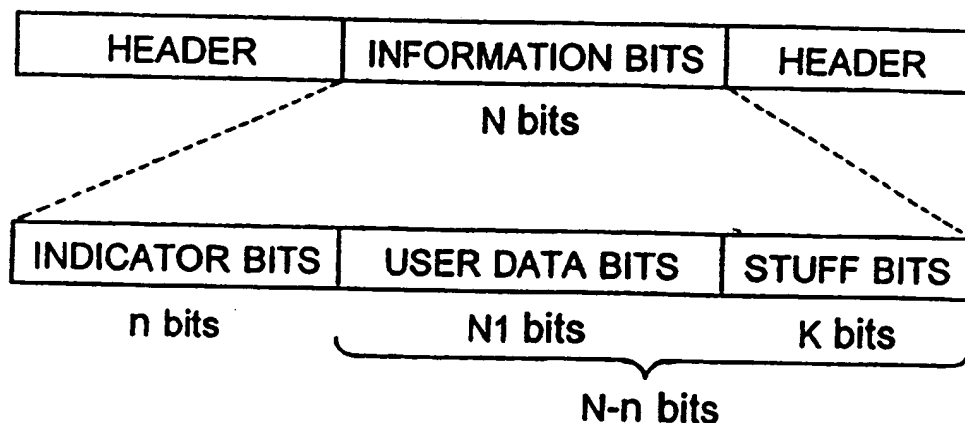 HEADER INFORMATION BITS HEADER
N bits
INDICATOR BITS USER DATA BITS STUFF BITS
n bits N1 bits K bits
N-n bits